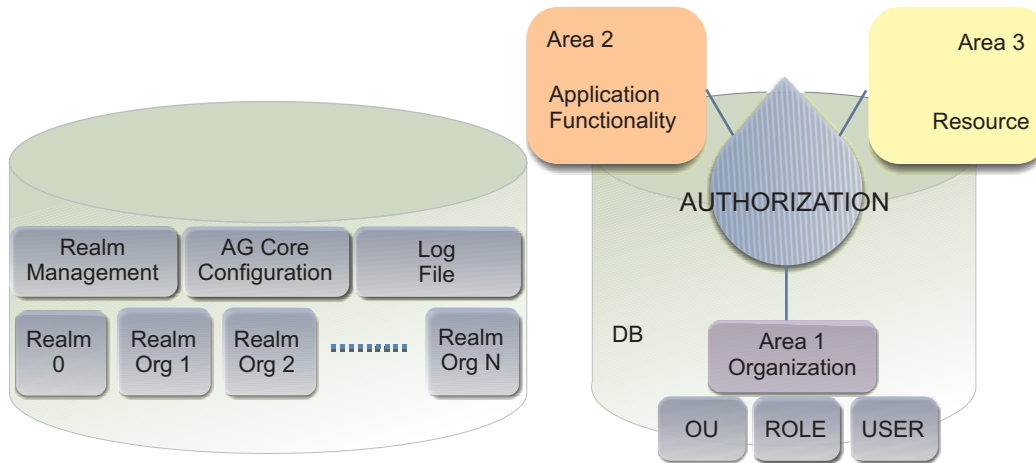 Realm
Management
AG Core
Configuration
Log
File
Realm
0
Realm
Org 1
Realm
Org 2
Realm
Org N
Area 2
Application
Functionality
Area 3
Resource
AUTHORIZATION
DB
Area 1
Organization
OU
ROLE
USER